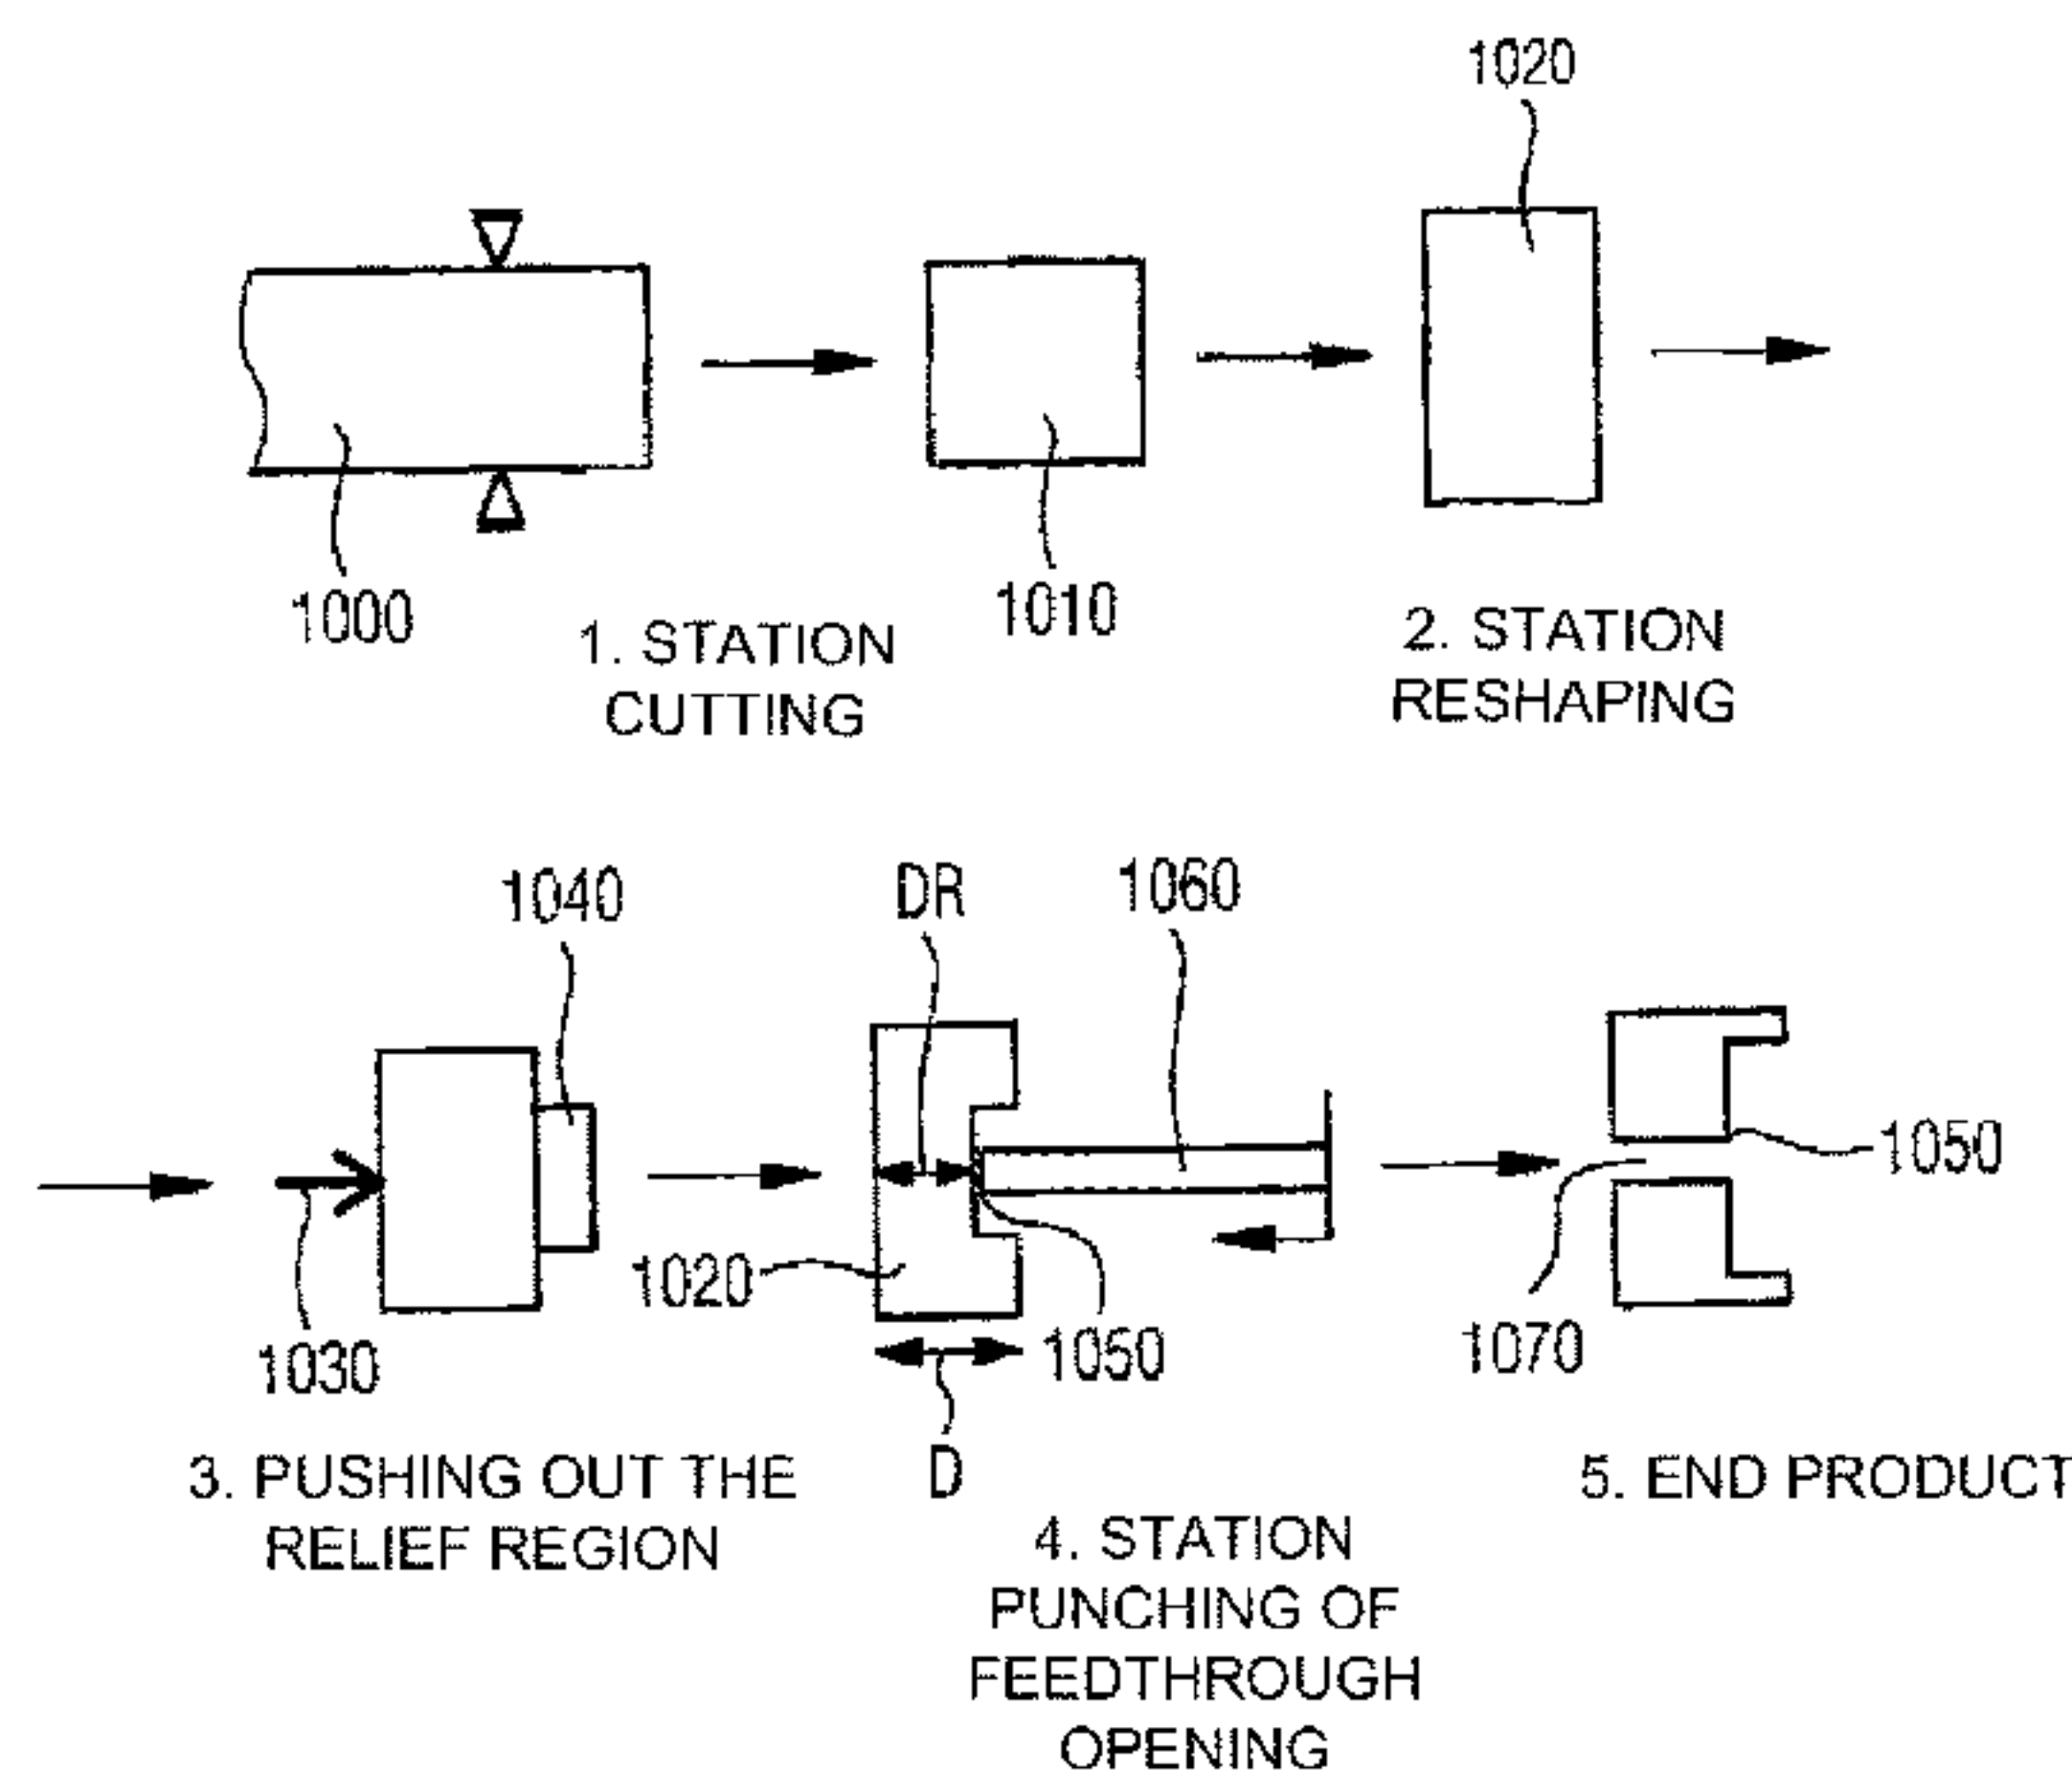 1020
1000
1. STATION
CUTTING
1010
2. STATION
RESHAPING
1040
DR
1060
1050
1020
1030
1050
1070
D
3. PUSHING OUT THE
RELIEF REGION
4. STATION
PUNCHING OF
FEEDTHROUGH
OPENING
5. END PRODUCT